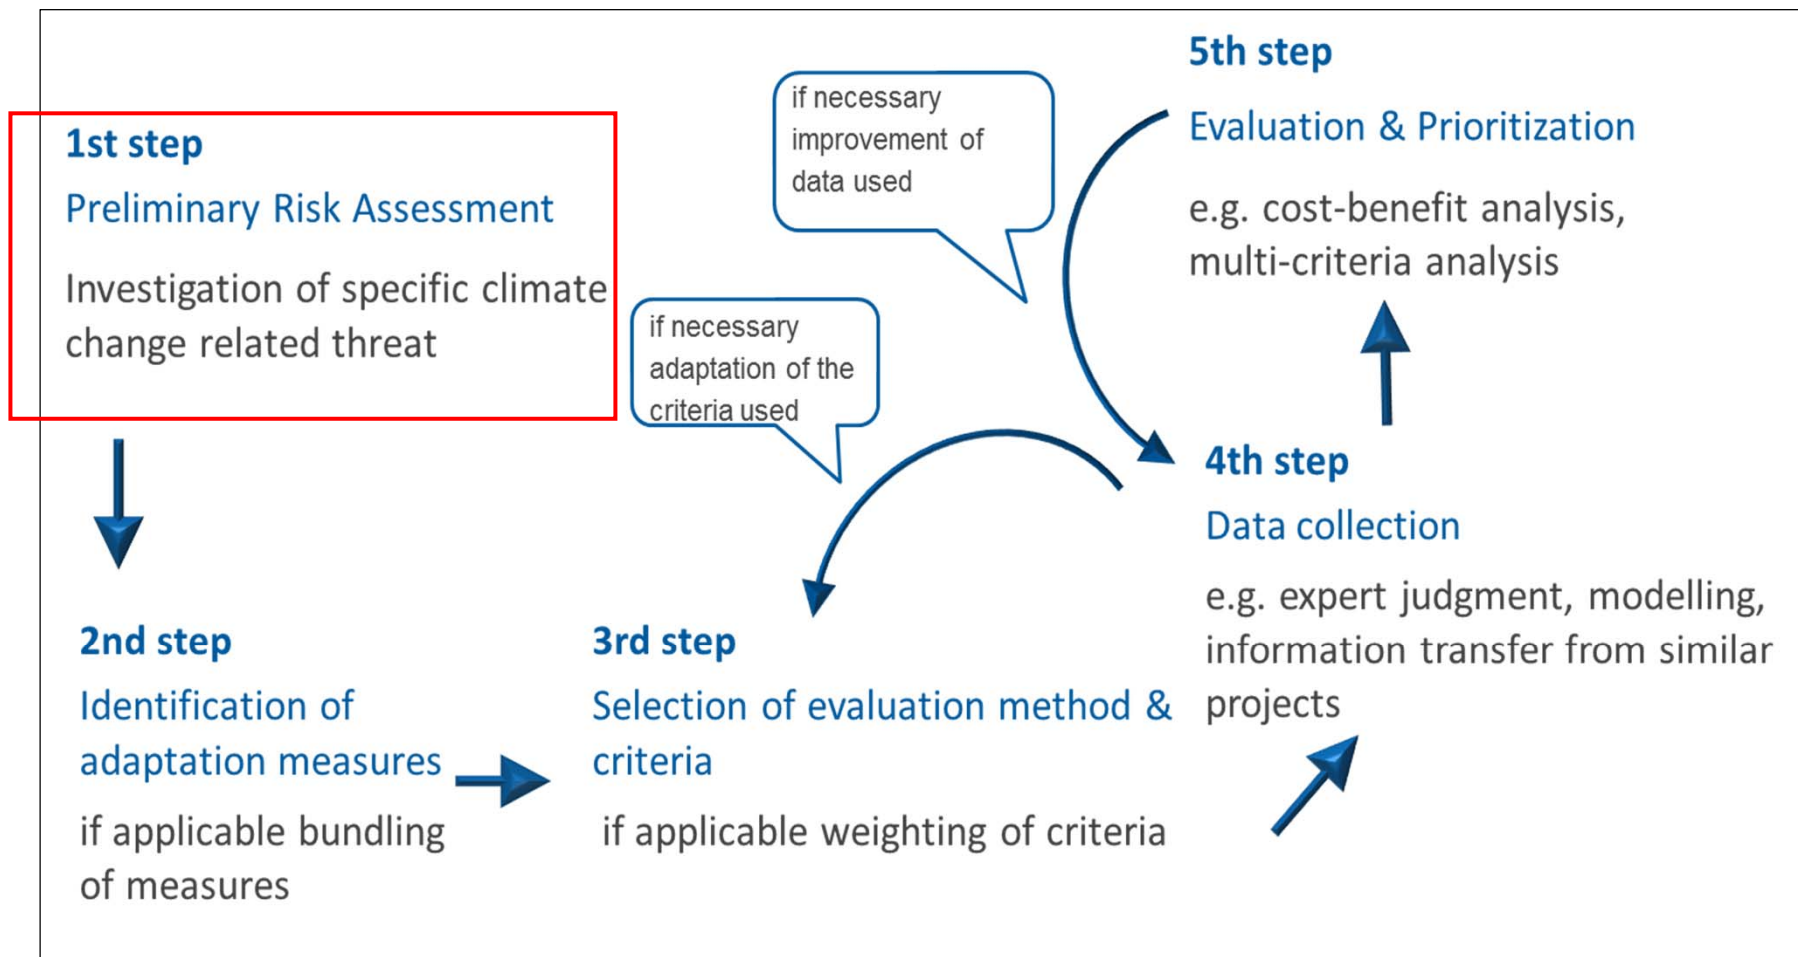 1st step
Preliminary Risk Assessment
Investigation of specific climate
change related threat
2nd step
Identification of
adaptation measures
if applicable bundling
of measures
3rd step
Selection of evaluation method &
criteria
if applicable weighting of criteria
if necessary
adaptation of the
criteria used
4th step
Data collection
e.g. expert judgment, modelling,
information transfer from similar
projects
if necessary
improvement of
data used
5th step
Evaluation & Prioritization
e.g. cost-benefit analysis,
multi-criteria analysis